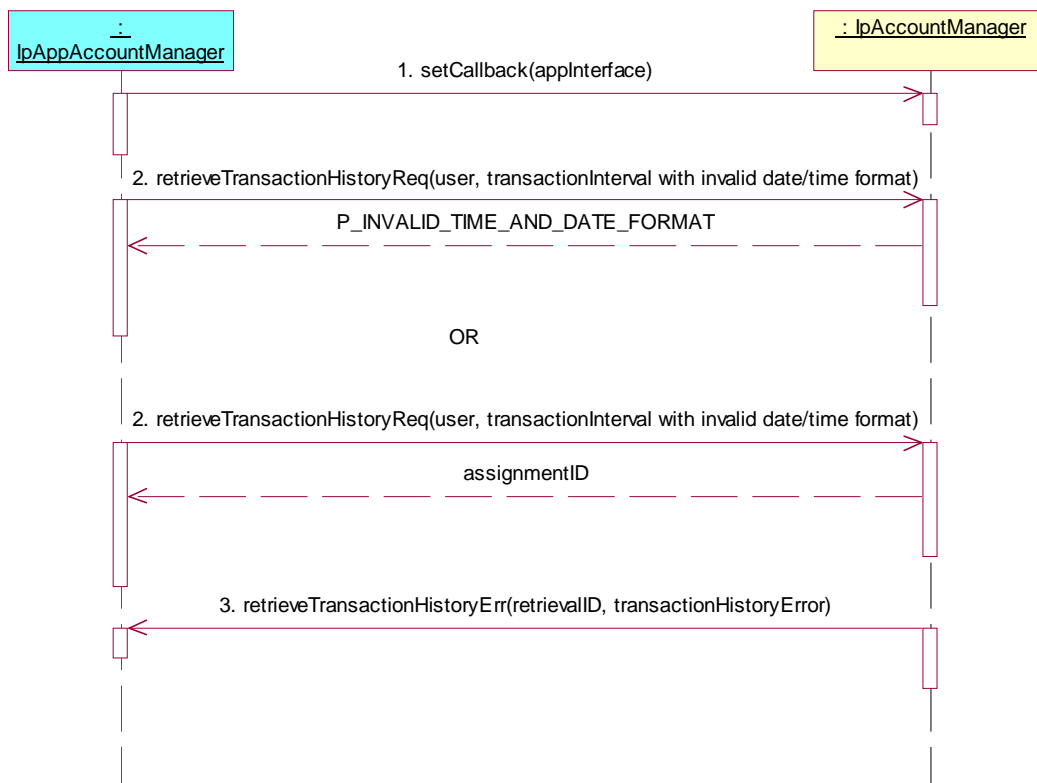 :
IpAppAccountManager
: IpAccountManager
1. setCallback(appInterface)
2. retrieveTransactionHistoryReq(user, transactionInterval with invalid date/time format)
P_INVALID_TIME_AND_DATE_FORMAT
OR
2. retrieveTransactionHistoryReq(user, transactionInterval with invalid date/time format)
assignmentID
3. retrieveTransactionHistoryErr(retrievalID, transactionHistoryError)